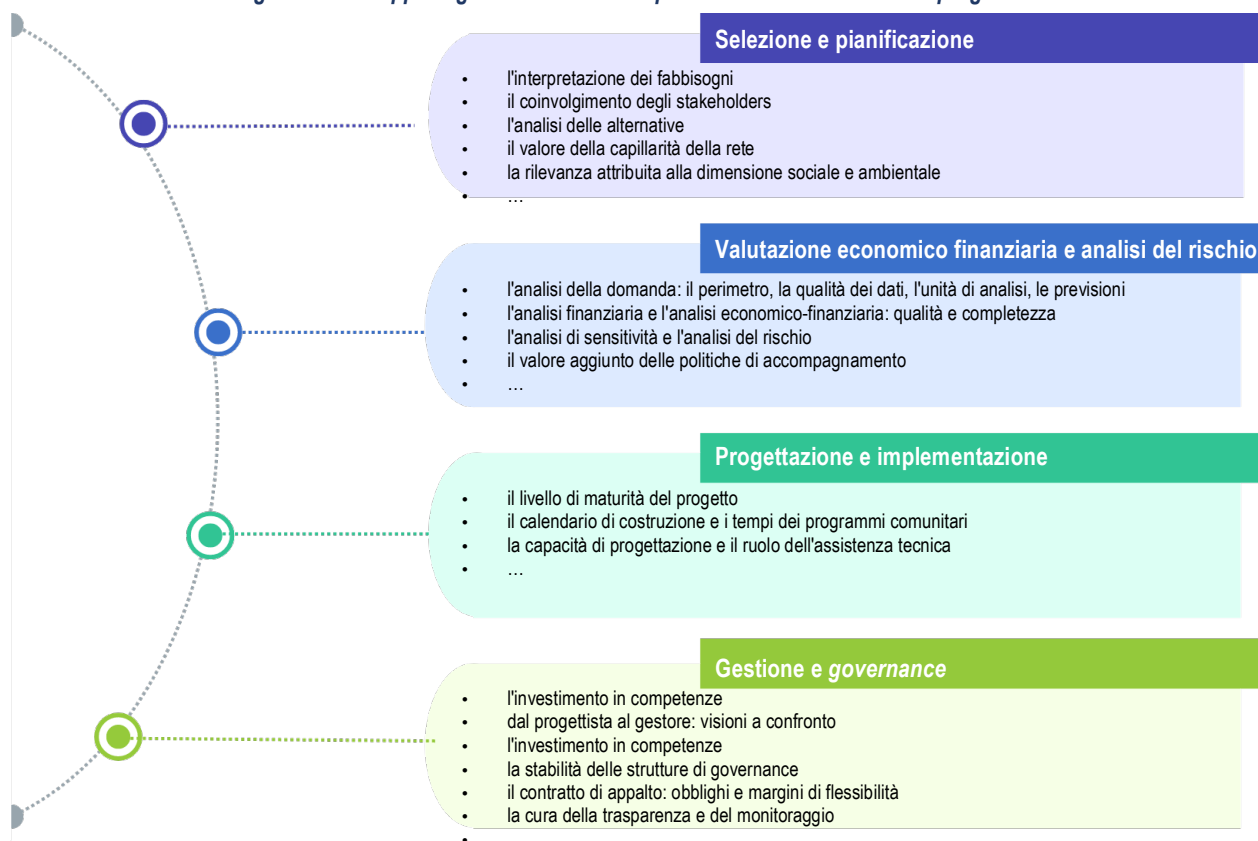 Selezione e pianificazione
• l'interpretazione dei fabbisogni
• il coinvolgimento degli stakeholders
• l'analisi delle alternative
• il valore della capillarità della rete
• la rilevanza attribuita alla dimensione sociale e ambientale
• …
Valutazione economico finanziaria e analisi del rischio
• l'analisi della domanda: il perimetro, la qualità dei dati, l'unità di analisi, le previsioni
• l'analisi finanziaria e l'analisi economico-finanziaria: qualità e completezza
• l'analisi di sensitività e l'analisi del rischio
• il valore aggiunto delle politiche di accompagnamento
• …
Progettazione e implementazione
• il livello di maturità del progetto
• il calendario di costruzione e i tempi dei programmi comunitari
• la capacità di progettazione e il ruolo dell'assistenza tecnica
• …
Gestione e governance
• l'investimento in competenze
• dal progettista al gestore: visioni a confronto
• l'investimento in competenze
• la stabilità delle strutture di governance
• il contratto di appalto: obblighi e margini di flessibilità
• la cura della trasparenza e del monitoraggio
•